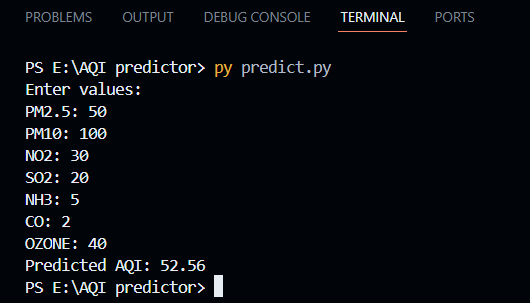 PROBLEMS OUTPUT DEBUG CONSOLE TERMINAL PORTS
PS E:\AQI predictor> py predict.py
Enter values:
PM2.5: 50
PM10: 100
NO2: 30
SO2: 20
NH3: 5
CO: 2
OZONE: 40
Predicted AQI: 52.56
PS E:\AQI predictor>